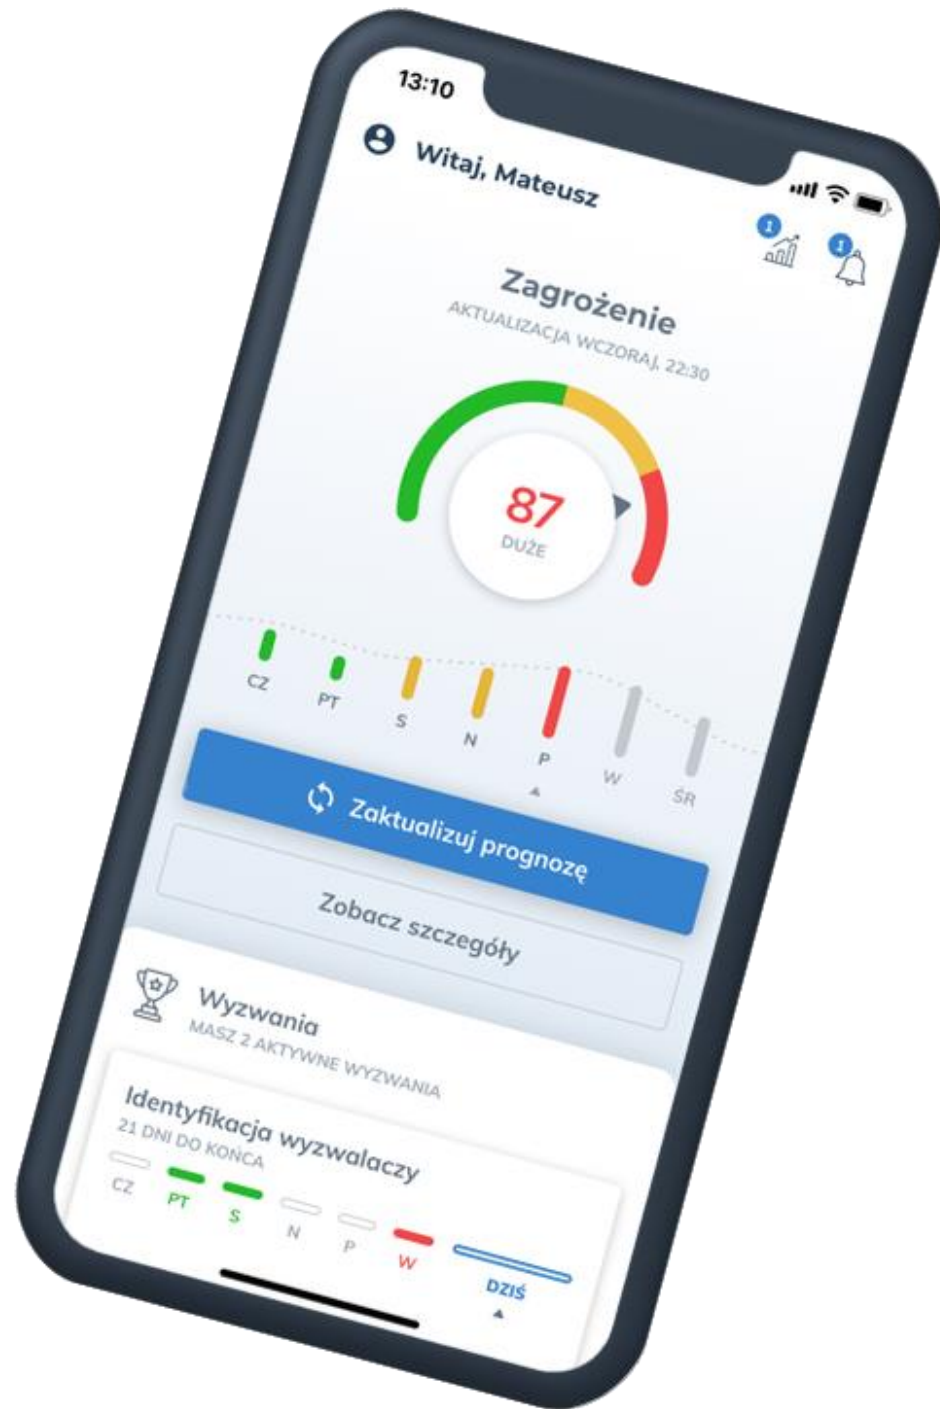 13:10
Witaj, Mateusz
1
1
Zagrożenie
AKTUALIZACJA WCZORAJ, 22:30
87
DUŻE
CZ PT S N P W ŚR
Zaktualizuj prognozę
Zobacz szczegóły
Wyzwania
MASZ 2 AKTYWNE WYZWANIA
Identyfikacja wyzwalaczy
21 DNI DO KOŃCA
CZ PT S N P W DZIŚ